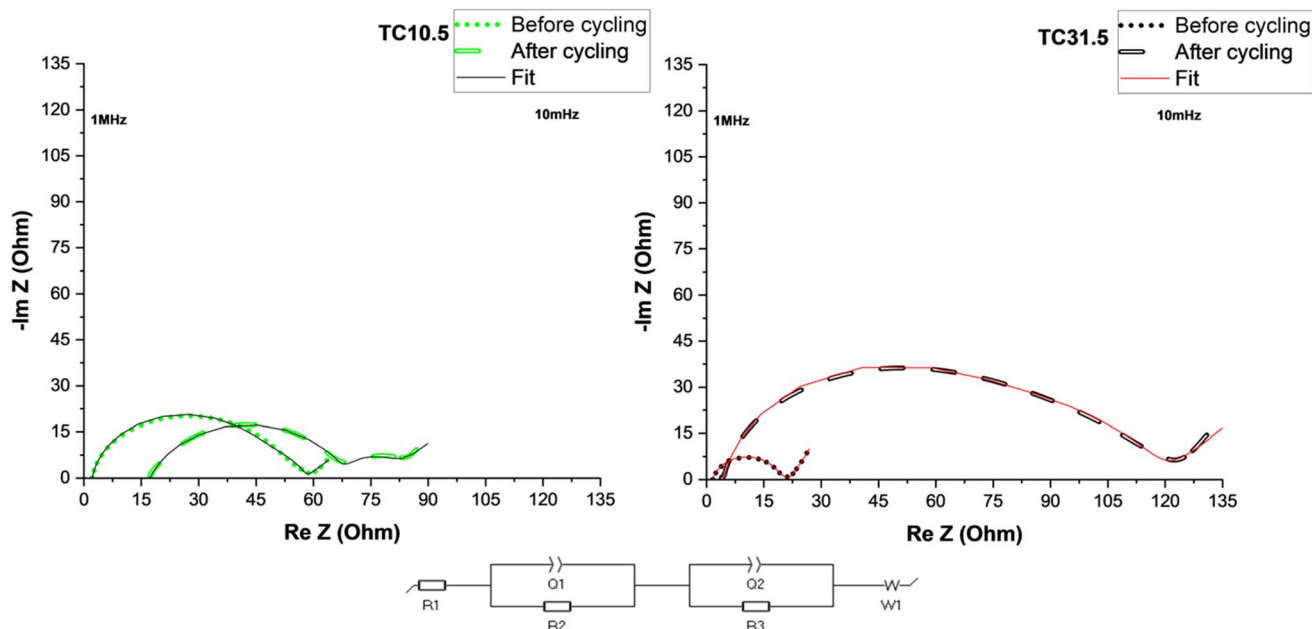 TC10.5
Before cycling
After cycling
Fit
1MHz
10mHz
135
120
105
90
75
60
45
30
15
0
-Im Z (Ohm)
0 15 30 45 60 75 90 105 120 135
Re Z (Ohm)
TC31.5
Before cycling
After cycling
Fit
1MHz
10mHz
135
120
105
90
75
60
45
30
15
0
-Im Z (Ohm)
0 15 30 45 60 75 90 105 120 135
Re Z (Ohm)
R1
Q1
R2
Q2
R3
W
W1